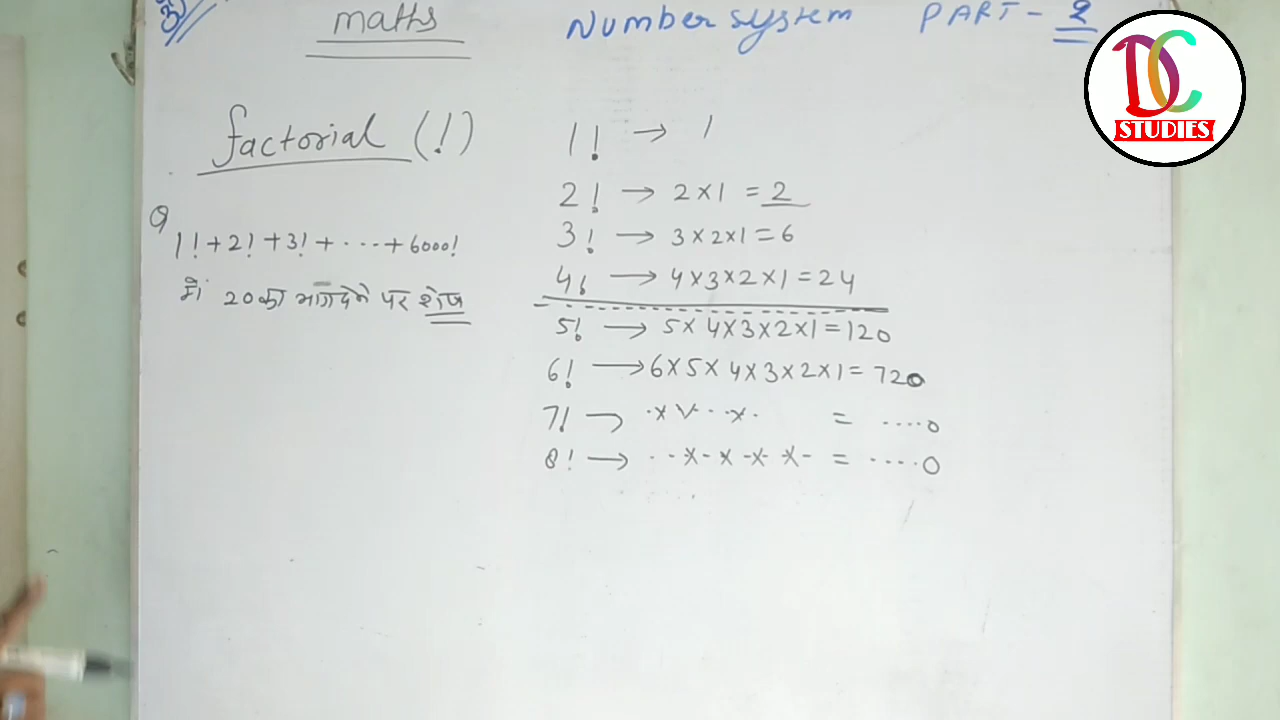 maths Number system PART - 2
DC
STUDIES
factorial (!)
Q
1! + 2! + 3! + ... + 6000!
में 20 का भाग देने पर शेष
1! → 1
2! → 2×1 = 2
3! → 3×2×1 = 6
4! → 4×3×2×1 = 24
5! → 5×4×3×2×1 = 120
6! → 6×5×4×3×2×1 = 720
7! → ·×ν··×· = ....0
8! → ··×-×-×-×- = ....0